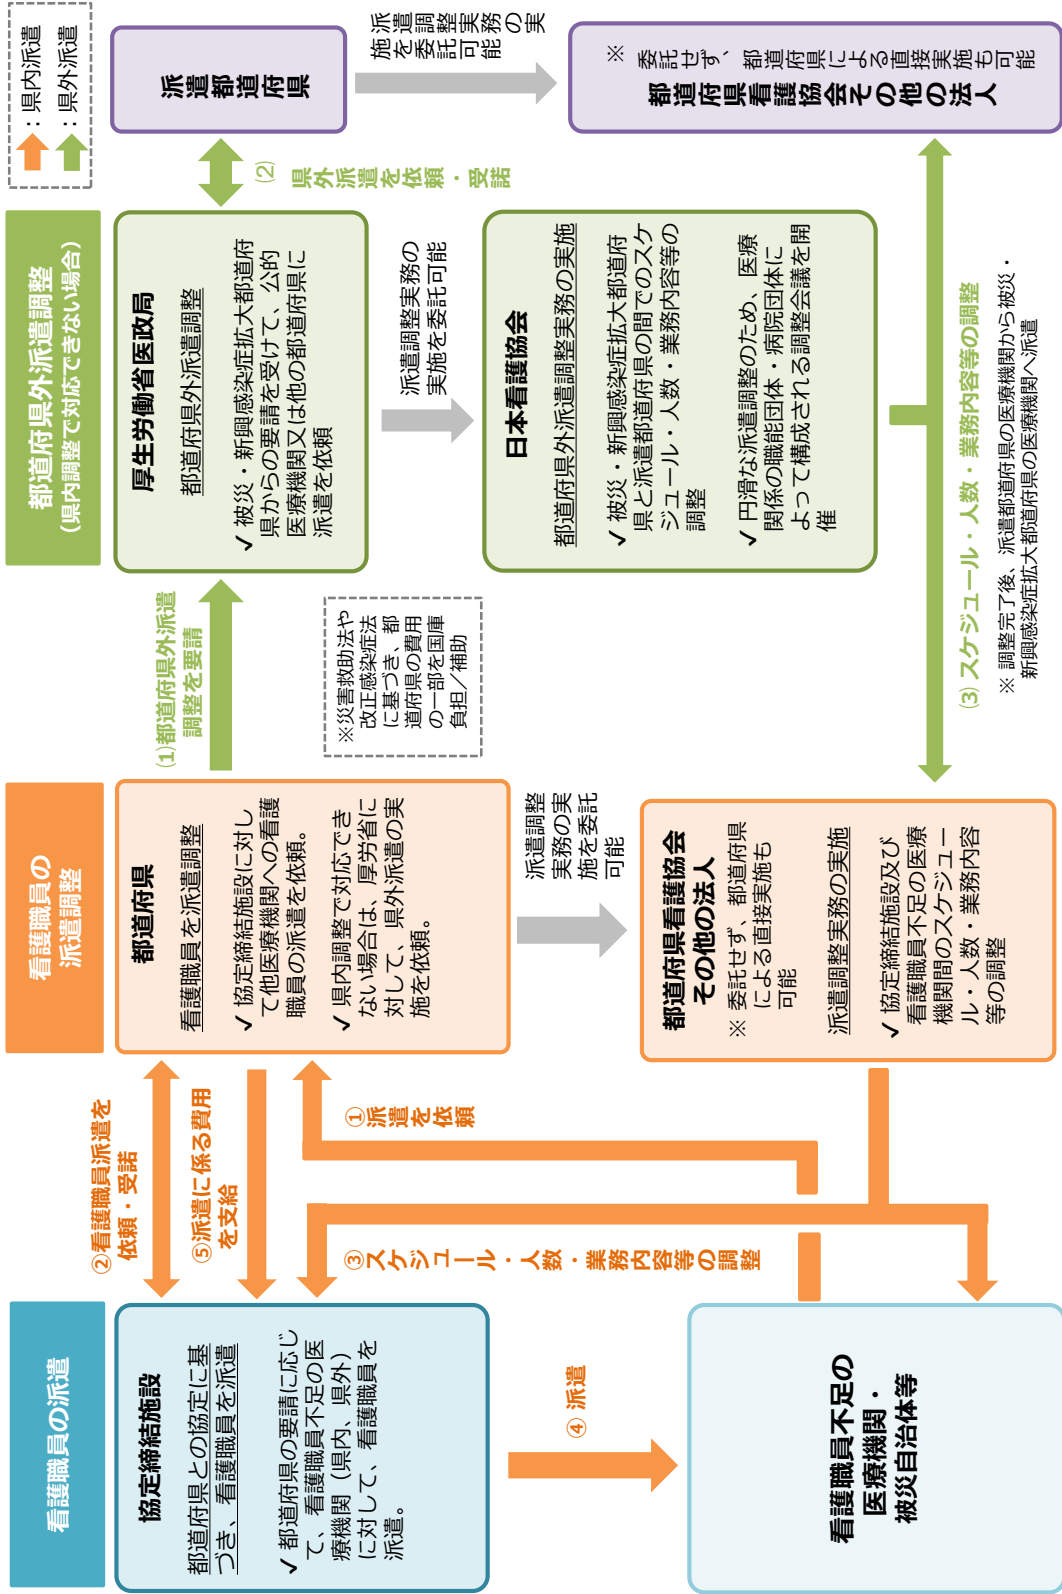 看護職員の派遣
協定締結施設
都道府県との協定に基
づき、看護職員を派遣
✓ 都道府県の要請に応じ
て、看護職員不足の医
療機関（県内、県外）
に対して、看護職員を
派遣。
④ 派遣
看護職員不足の
医療機関・
被災自治体等
②看護職員派遣を
依頼・受諾
⑤派遣に係る費用
を支給
①派遣
を依頼
③スケジュール・人数・業務内容等の調整
看護職員の
派遣調整
都道府県
看護職員を派遣調整
✓ 協定締結施設に対し
て他医療機関への看護
職員の派遣を依頼。
✓ 県内調整で対応でき
ない場合は、厚労省に
対して、県外派遣の実
施を依頼。
派遣調整
実務の実
施を委託
可能
都道府県看護協会
その他の法人
※ 委託せず、都道府県
による直接実施も
可能
派遣調整実務の実施
✓ 協定締結施設及び
看護職員不足の医療
機関間のスケジュー
ル・人数・業務内容
等の調整
(1)都道府県外派遣
調整を要請
※災害救助法や
改正感染症法
に基づき、都
道府県の費用
の一部を国庫
負担／補助
都道府県外派遣調整
（県内調整で対応できない場合）
厚生労働省医政局
都道府県外派遣調整
✓ 被災・新興感染症拡大都道府
県からの要請を受けて、公的
医療機関又は他の都道府県に
派遣を依頼
派遣調整実務の
実施を委託可能
日本看護協会
都道府県外派遣調整実務の実施
✓ 被災・新興感染症拡大都道府
県と派遣都道府県の間でのスケ
ジュール・人数・業務内容等の
調整
✓ 円滑な派遣調整のため、医療
関係の職能団体・病院団体に
よって構成される調整会議を開
催
(3) スケジュール・人数・業務内容等の調整
※ 調整完了後、派遣都道府県の医療機関から被災・
新興感染症拡大都道府県の医療機関へ派遣
(2)
県外派遣を依頼・受諾
：県内派遣
：県外派遣
派遣都道府県
派遣調整実務の実
施を委託可能
※ 委託せず、都道府県による直接実施も可能
都道府県看護協会その他の法人